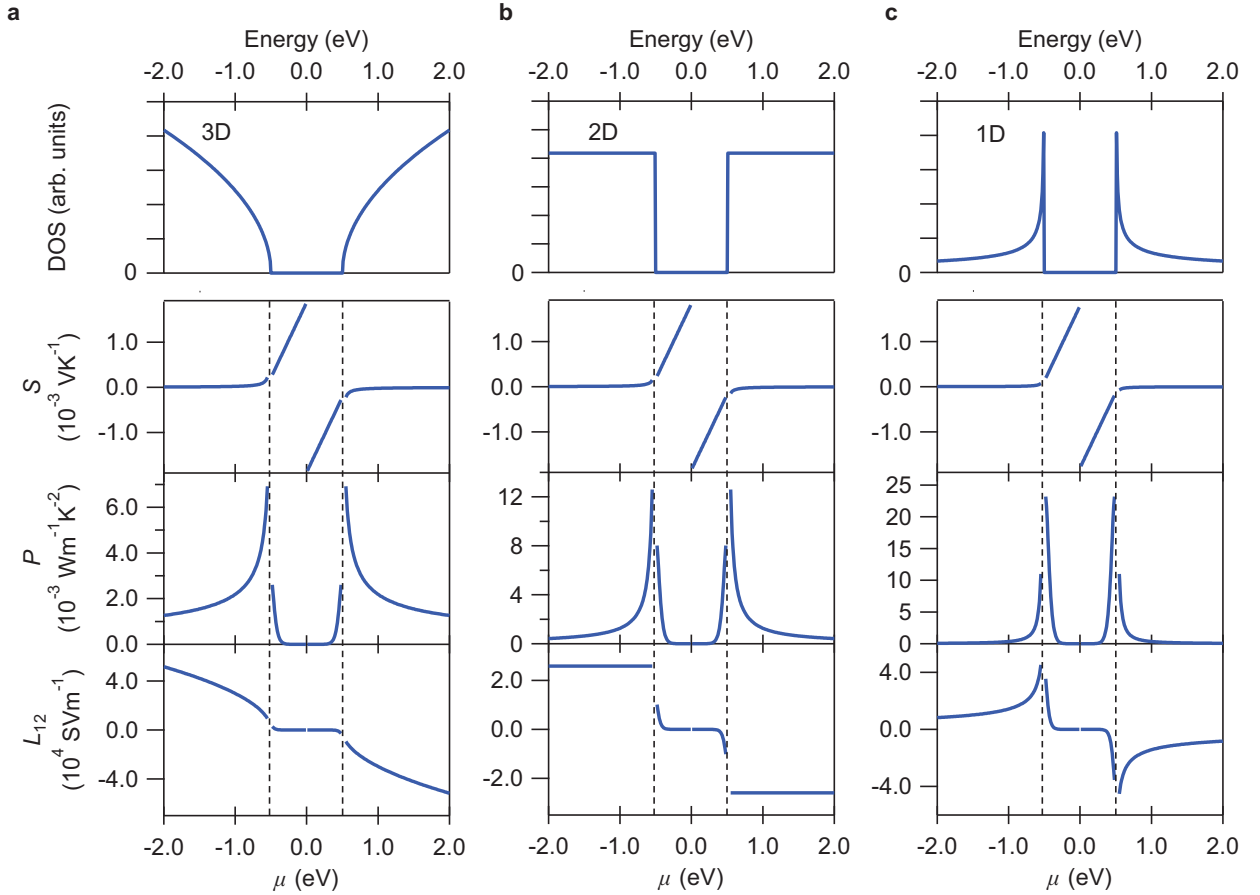 a
Energy (eV)
-2.0 -1.0 0.0 1.0 2.0
3D
DOS (arb. units)
0
S
(10⁻³ VK⁻¹)
1.0
0.0
-1.0
P
(10⁻³ Wm⁻¹K⁻²)
6.0
4.0
2.0
0.0
L₁₂
(10⁴ SVm⁻¹)
4.0
0.0
-4.0
-2.0 -1.0 0.0 1.0 2.0
μ (eV)
b
Energy (eV)
-2.0 -1.0 0.0 1.0 2.0
2D
0
1.0
0.0
-1.0
12
8
4
0
2.0
0.0
-2.0
-2.0 -1.0 0.0 1.0 2.0
μ (eV)
c
Energy (eV)
-2.0 -1.0 0.0 1.0 2.0
1D
0
1.0
0.0
-1.0
25
20
15
10
5
0
4.0
0.0
-4.0
-2.0 -1.0 0.0 1.0 2.0
μ (eV)